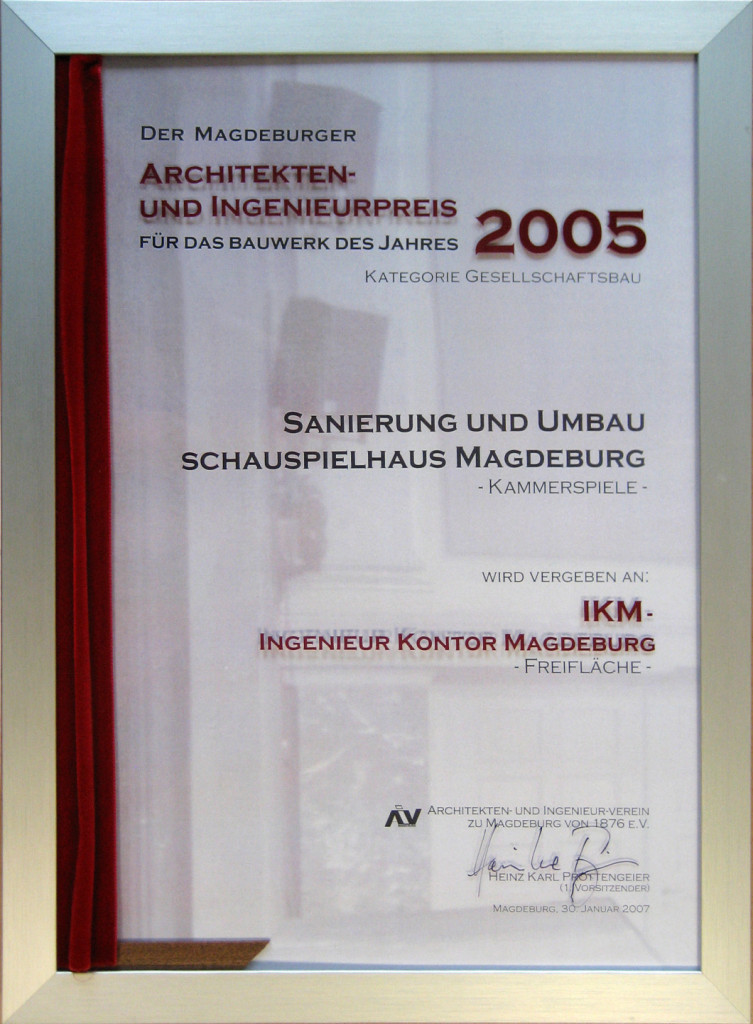 Der Magdeburger
Architekten-
und Ingenieurpreis
für das Bauwerk des Jahres 2005
Kategorie Gesellschaftsbau
Sanierung und Umbau
Schauspielhaus Magdeburg
- Kammerspiele -
wird vergeben an:
IKM-
Ingenieur Kontor Magdeburg
- Freifläche -
AIV Architekten- und Ingenieur-Verein
zu Magdeburg von 1876 e.V.
Heinz Karl Prottengeier
(1. Vorsitzender)
Magdeburg, 30. Januar 2007